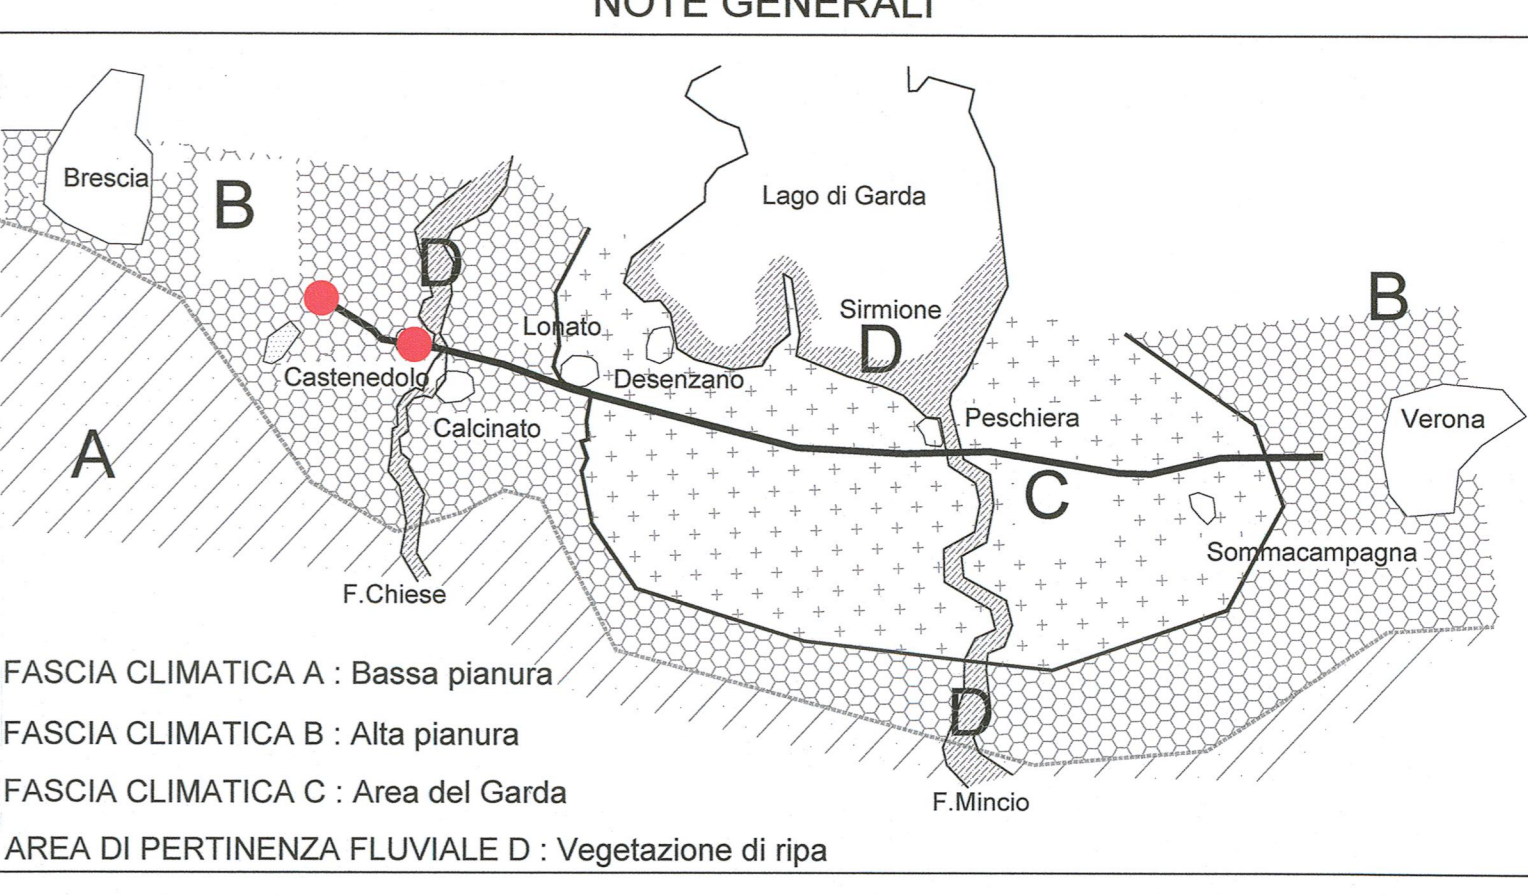 NOTE GENERALI
Brescia
B
Lago di Garda
D
Sirmione
B
Lonato
D
Castenedolo
Desenzano
Peschiera
Verona
Calcinato
A
C
Sommacampagna
F.Chiese
FASCIA CLIMATICA A : Bassa pianura
D
FASCIA CLIMATICA B : Alta pianura
FASCIA CLIMATICA C : Area del Garda
F.Mincio
AREA DI PERTINENZA FLUVIALE D : Vegetazione di ripa